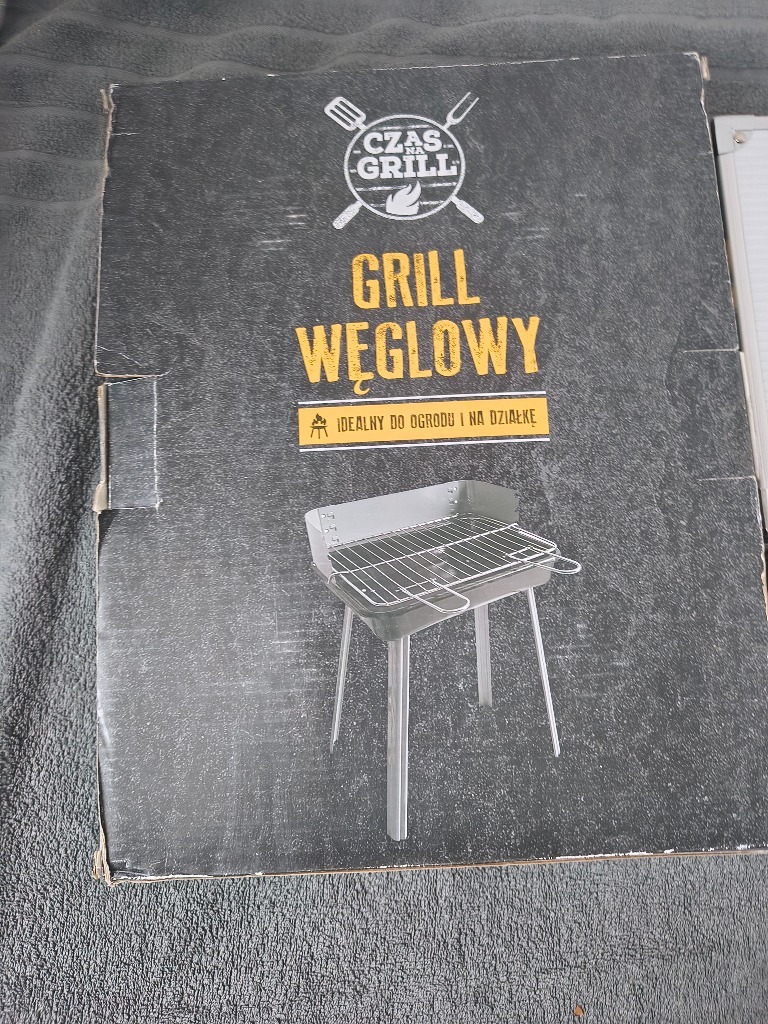 CZAS
NA
GRILL
GRILL
WĘGLOWY
IDEALNY DO OGRODU I NA DZIAŁKĘ